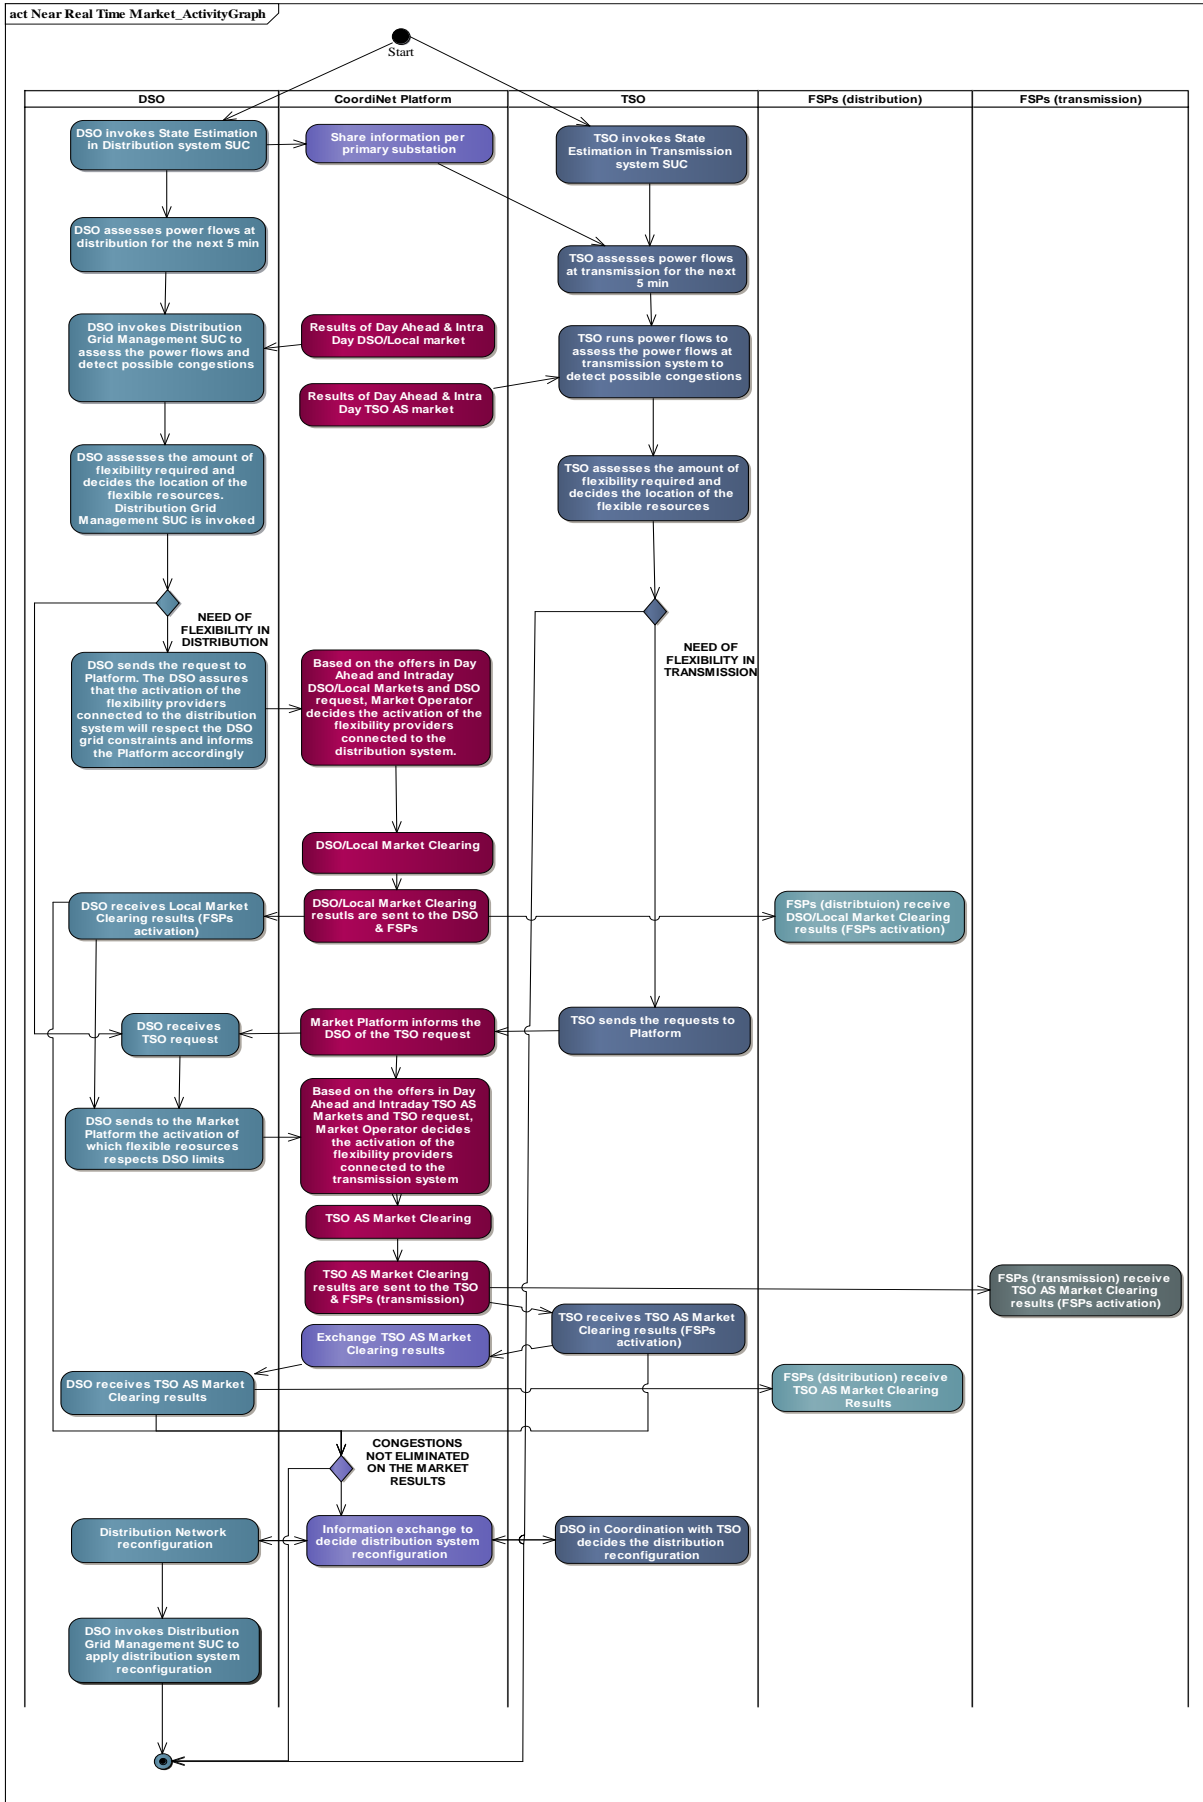 act Near Real Time Market_ActivityGraph
Start
DSO
CoordiNet Platform
TSO
FSPs (distribution)
FSPs (transmission)
DSO invokes State Estimation
in Distribution system SUC
Share information per
primary substation
TSO invokes State
Estimation in Transmission
system SUC
DSO assesses power flows at
distribution for the next 5 min
TSO assesses power flows
at transmission for the next
5 min
DSO invokes Distribution
Grid Management SUC to
assess the power flows and
detect possible congestions
Results of Day Ahead & Intra
Day DSO/Local market
TSO runs power flows to
assess the power flows at
transmission system to
detect possible congestions
Results of Day Ahead & Intra
Day TSO AS market
DSO assesses the amount of
flexibility required and
decides the location of the
flexible resources.
Distribution Grid
Management SUC is invoked
TSO assesses the amount of
flexibility required and
decides the location of the
flexible resources
NEED OF
FLEXIBILITY IN
DISTRIBUTION
NEED OF
FLEXIBILITY IN
TRANSMISSION
DSO sends the request to
Platform. The DSO assures
that the activation of the
flexibility providers
connected to the distribution
system will respect the DSO
grid constraints and informs
the Platform accordingly
Based on the offers in Day
Ahead and Intraday
DSO/Local Markets and DSO
request, Market Operator
decides the activation of the
flexibility providers
connected to the
distribution system.
DSO/Local Market Clearing
DSO receives Local Market
Clearing results (FSPs
activation)
DSO/Local Market Clearing
resutls are sent to the DSO
& FSPs
FSPs (distribtuion) receive
DSO/Local Market Clearing
results (FSPs activation)
DSO receives
TSO request
Market Platform informs the
DSO of the TSO request
TSO sends the requests to
Platform
DSO sends to the Market
Platform the activation of
which flexible reosurces
respects DSO limits
Based on the offers in Day
Ahead and Intraday TSO AS
Markets and TSO request,
Market Operator decides
the activation of the
flexibility providers
connected to the
transmission system
TSO AS Market Clearing
TSO AS Market Clearing
results are sent to the TSO
& FSPs (transmission)
FSPs (transmission) receive
TSO AS Market Clearing
results (FSPs activation)
TSO receives TSO AS Market
Clearing results (FSPs
activation)
Exchange TSO AS Market
Clearing results
DSO receives TSO AS Market
Clearing results
FSPs (dsitribution) receive
TSO AS Market Clearing
Results
CONGESTIONS
NOT ELIMINATED
ON THE MARKET
RESULTS
Distribution Network
reconfiguration
Information exchange to
decide distribution system
reconfiguration
DSO in Coordination with TSO
decides the distribution
reconfiguration
DSO invokes Distribution
Grid Management SUC to
apply distribution system
reconfiguration